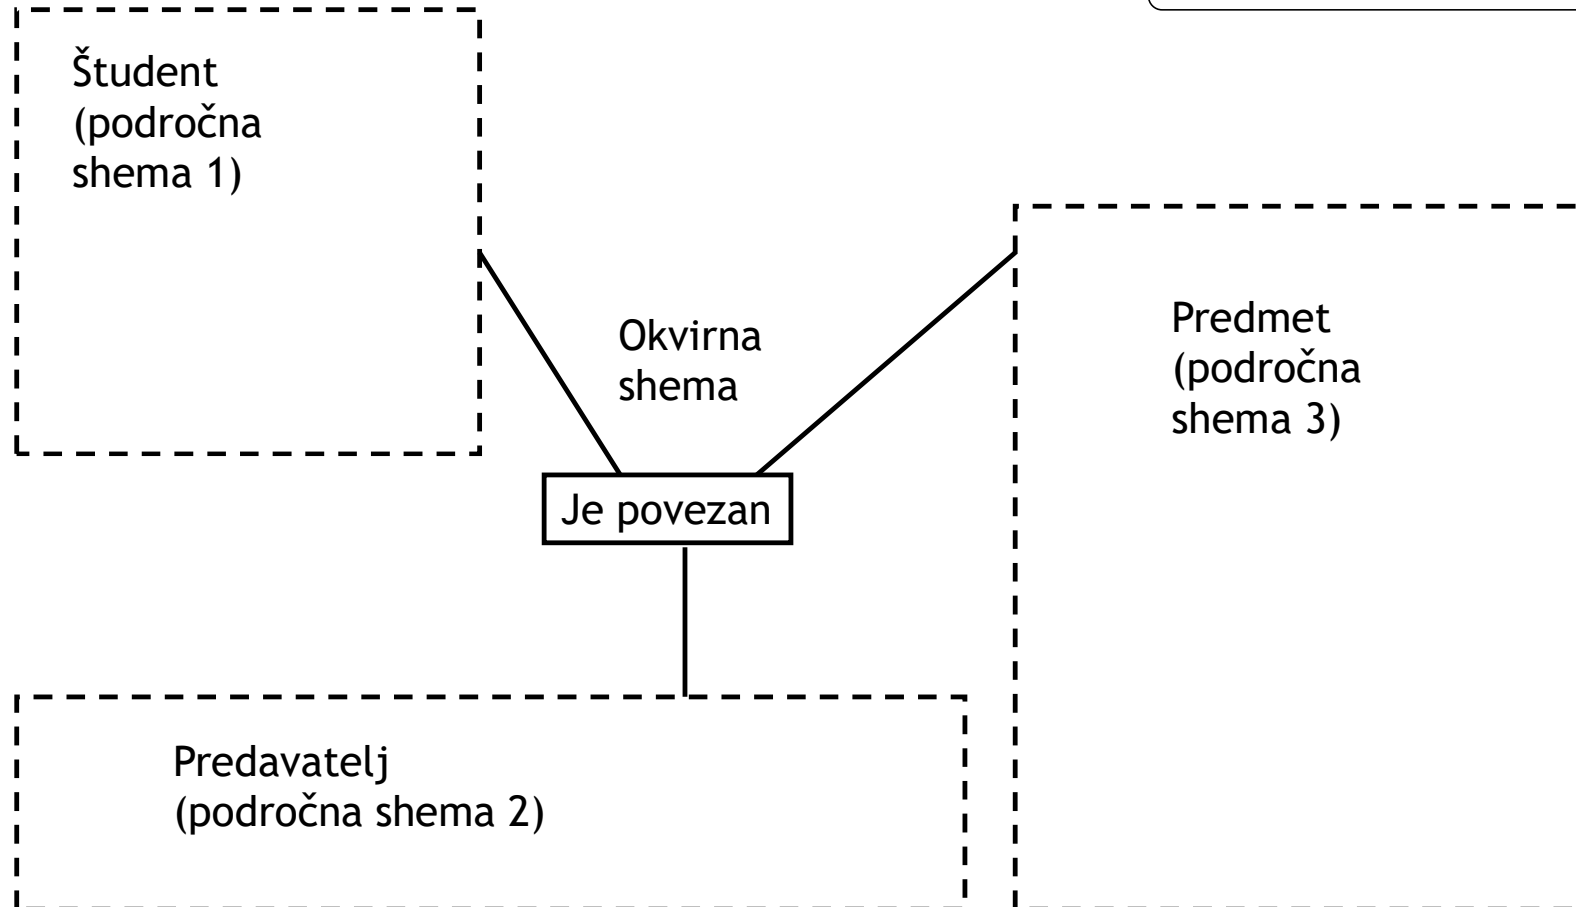 Študent
(področna
shema 1)
Okvirna
shema
Predmet
(področna
shema 3)
Je povezan
Predavatelj
(področna shema 2)